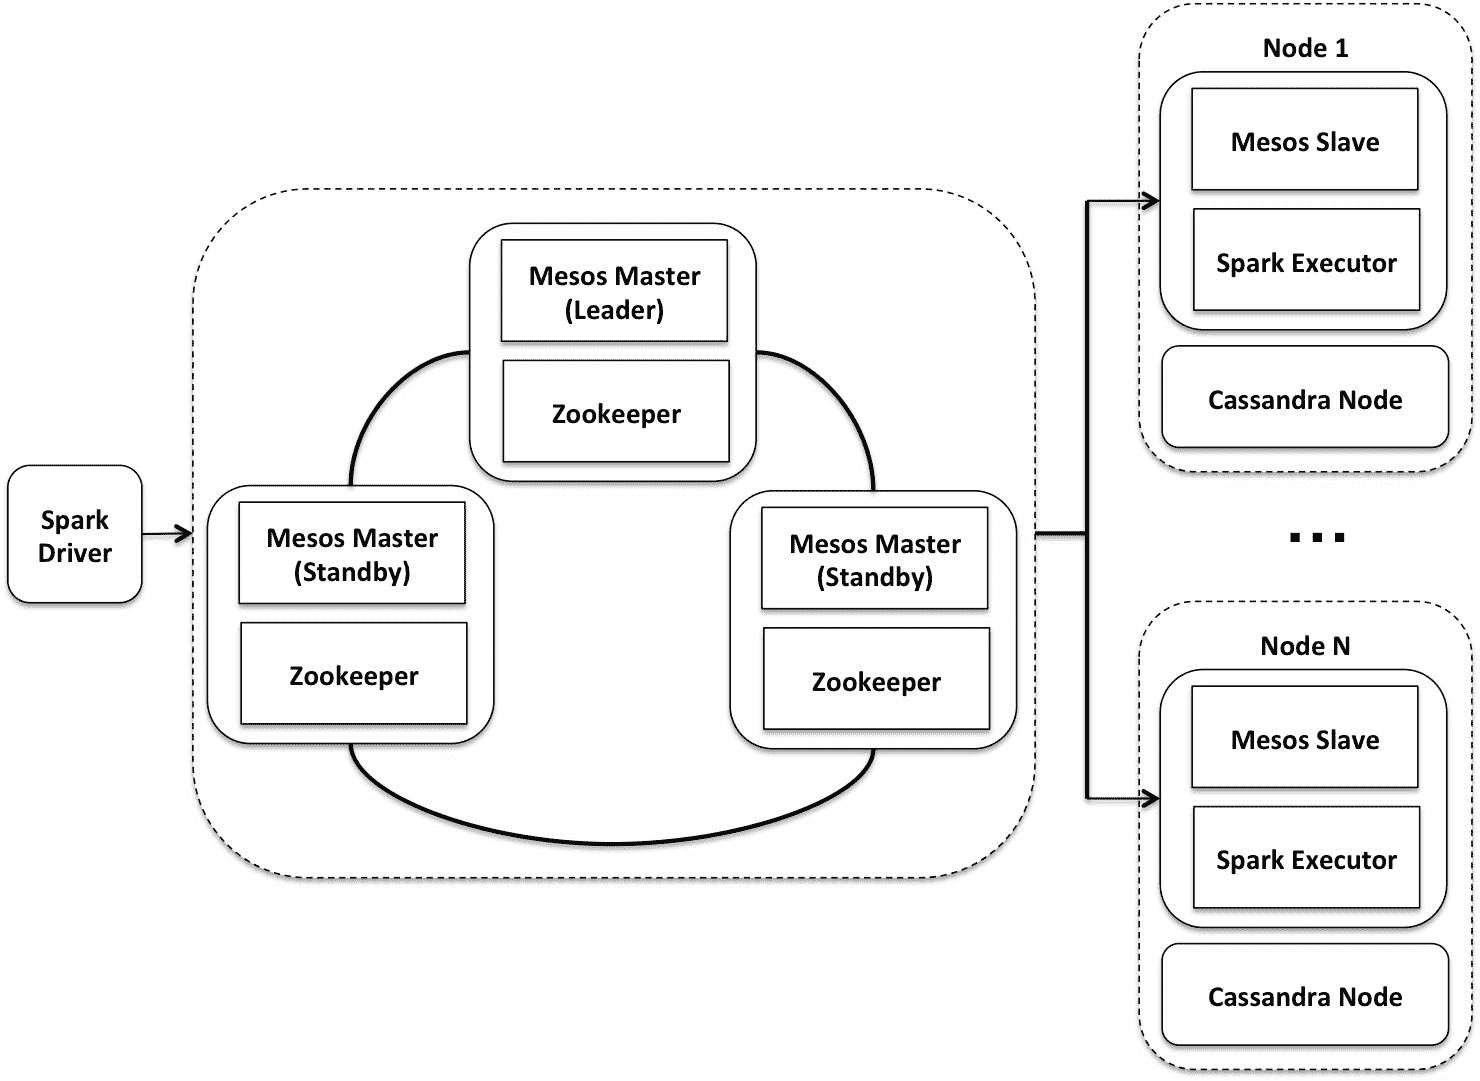 Spark
Driver
Mesos Master
(Leader)
Zookeeper
Mesos Master
(Standby)
Zookeeper
Mesos Master
(Standby)
Zookeeper
Node 1
Mesos Slave
Spark Executor
Cassandra Node
...
Node N
Mesos Slave
Spark Executor
Cassandra Node